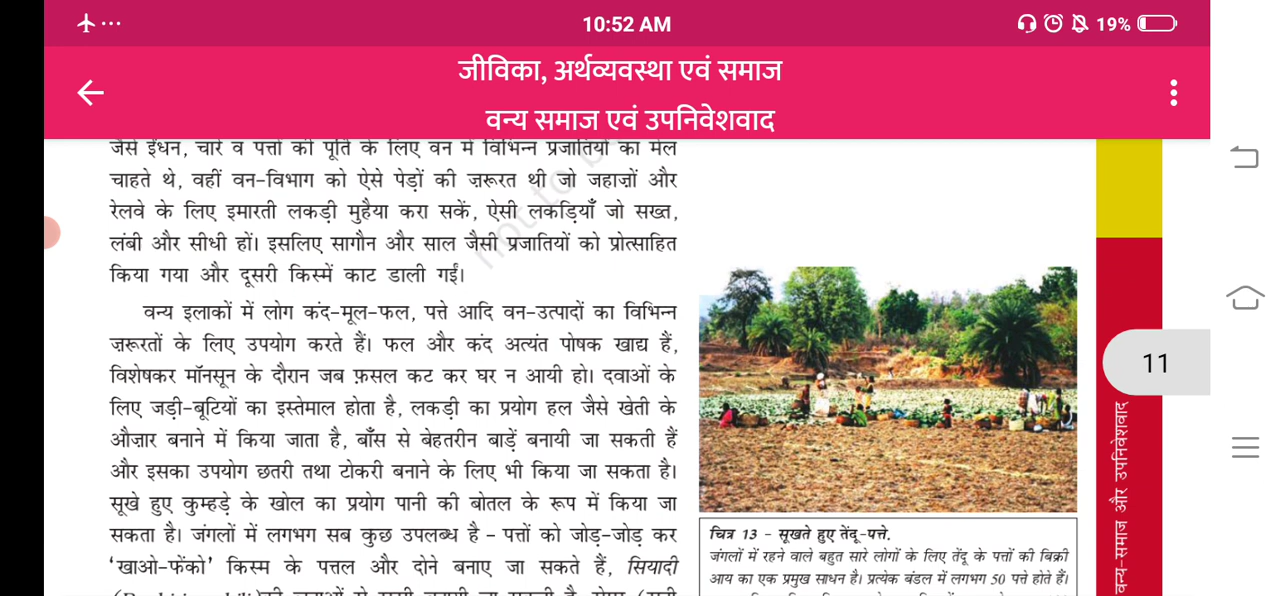 10:52 AM
19%
जीविका, अर्थव्यवस्था एवं समाज
वन्य समाज एवं उपनिवेशवाद
जैसे ईंधन, चारे व पत्तों की पूर्ति के लिए वन में विभिन्न प्रजातियों का मेल
चाहते थे, वहीं वन-विभाग को ऐसे पेड़ों की ज़रूरत थी जो जहाज़ों और
रेलवे के लिए इमारती लकड़ी मुहैया करा सकें, ऐसी लकड़ियाँ जो सख्त,
लंबी और सीधी हों। इसलिए सागौन और साल जैसी प्रजातियों को प्रोत्साहित
किया गया और दूसरी किस्में काट डाली गईं।
वन्य इलाकों में लोग कंद-मूल-फल, पत्ते आदि वन-उत्पादों का विभिन्न
ज़रूरतों के लिए उपयोग करते हैं। फल और कंद अत्यंत पोषक खाद्य हैं,
विशेषकर मॉनसून के दौरान जब फ़सल कट कर घर न आयी हो। दवाओं के
लिए जड़ी-बूटियों का इस्तेमाल होता है, लकड़ी का प्रयोग हल जैसे खेती के
औज़ार बनाने में किया जाता है, बाँस से बेहतरीन बाड़ें बनायी जा सकती हैं
और इसका उपयोग छतरी तथा टोकरी बनाने के लिए भी किया जा सकता है।
सूखे हुए कुम्हड़े के खोल का प्रयोग पानी की बोतल के रूप में किया जा
सकता है। जंगलों में लगभग सब कुछ उपलब्ध है - पत्तों को जोड़-जोड़ कर
'खाओ-फेंको' किस्म के पत्तल और दोने बनाए जा सकते हैं, सियादी
not to b
चित्र 13 - सूखते हुए तेंदू-पत्ते.
जंगलों में रहने वाले बहुत सारे लोगों के लिए तेंदू के पत्तों की बिक्री
आय का एक प्रमुख साधन है। प्रत्येक बंडल में लगभग 50 पत्ते होते हैं।
11
वन्य-समाज और उपनिवेशवाद